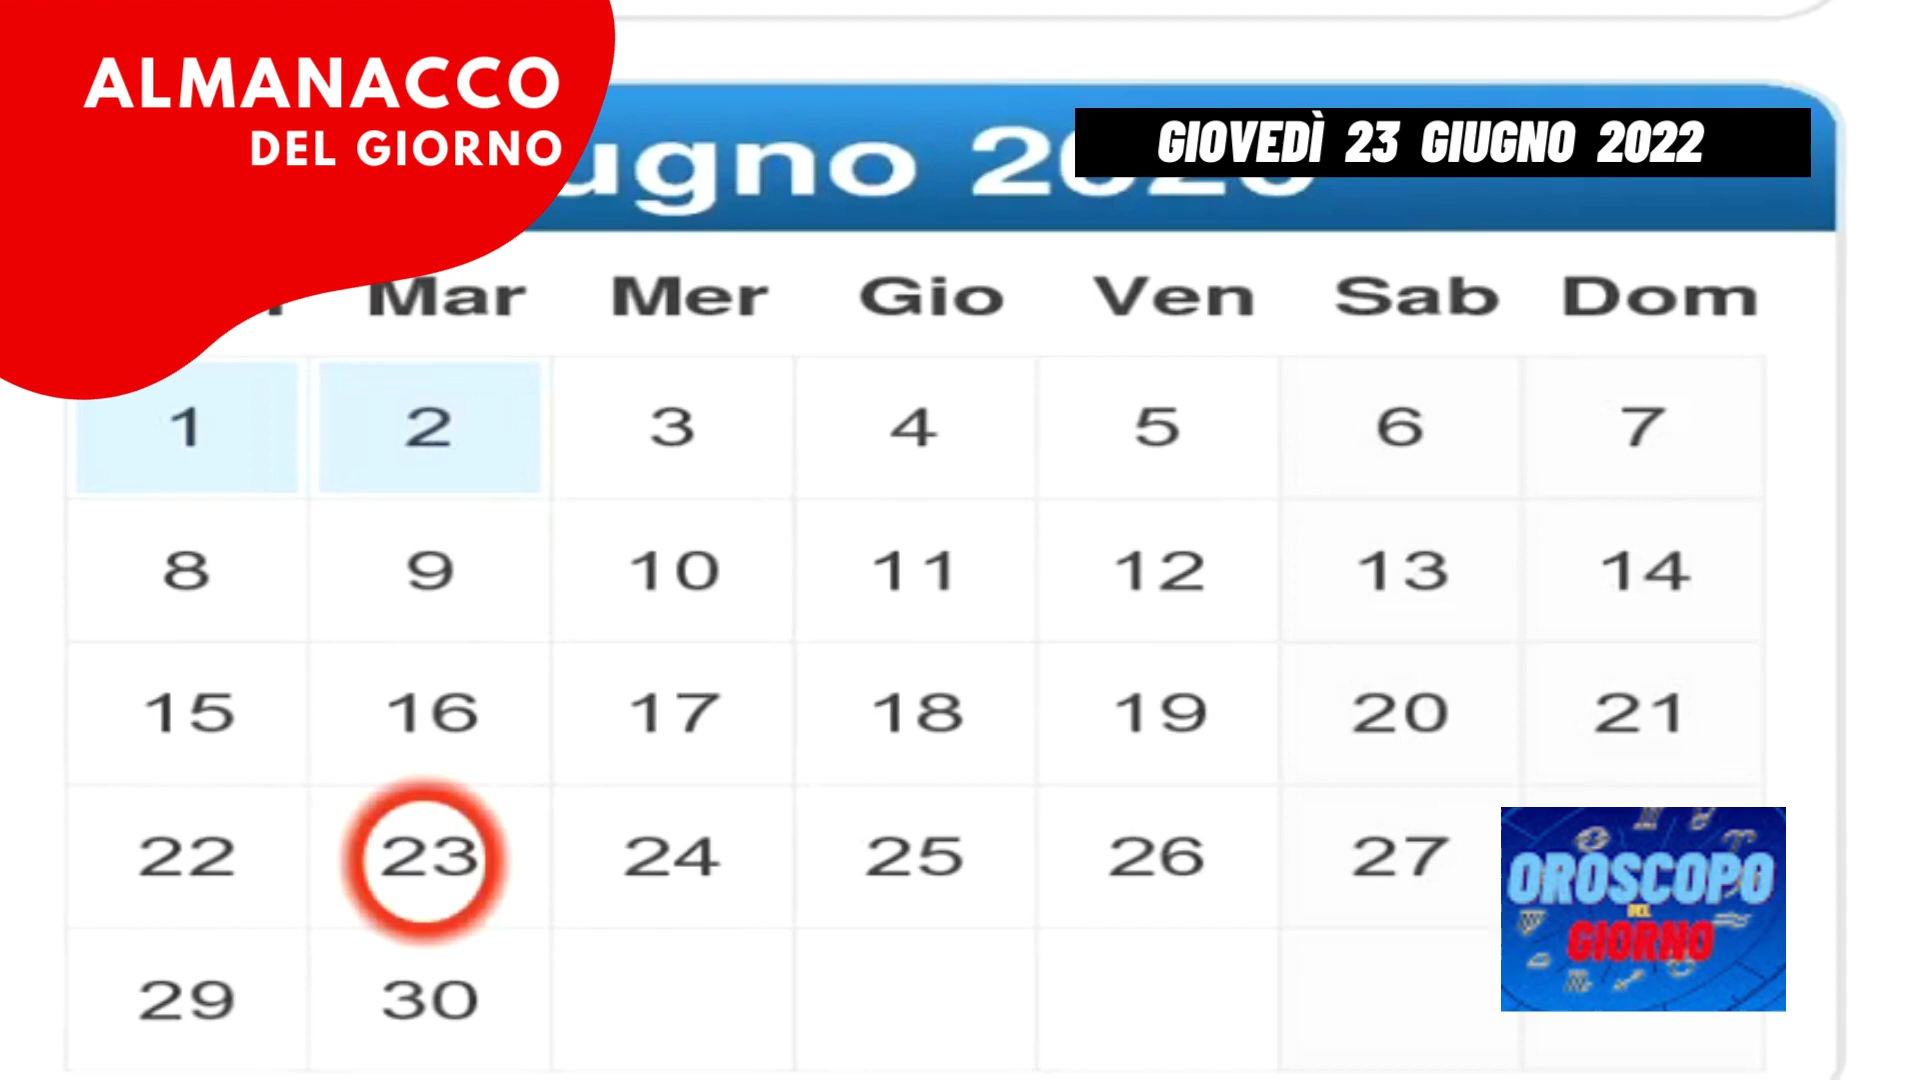 ALMANACCO
DEL GIORNO
ugno 2020
GIOVEDÌ 23 GIUGNO 2022
Mar Mer Gio Ven Sab Dom
1 2 3 4 5 6 7
8 9 10 11 12 13 14
15 16 17 18 19 20 21
22 23 24 25 26 27
29 30
OROSCOPO
DEL
GIORNO